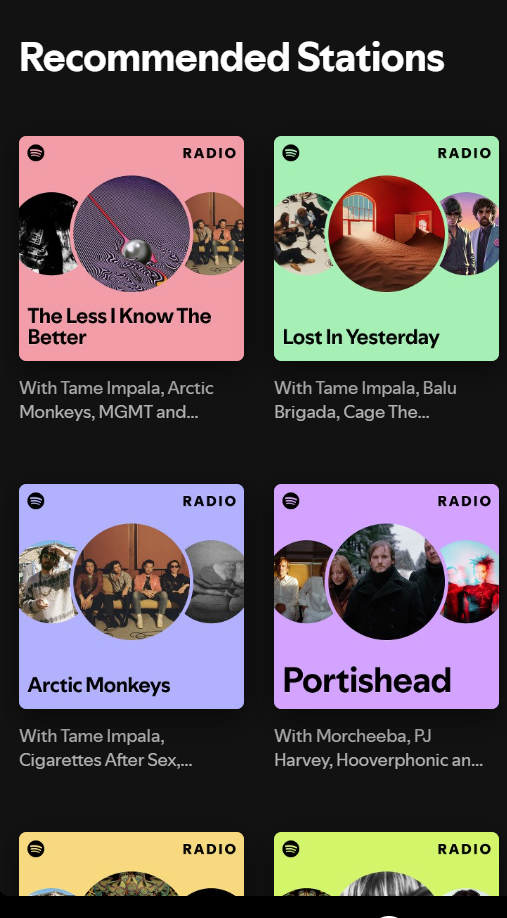 Recommended Stations
RADIO
The Less I Know The
Better
With Tame Impala, Arctic
Monkeys, MGMT and...
RADIO
Lost In Yesterday
With Tame Impala, Balu
Brigada, Cage The...
RADIO
Arctic Monkeys
With Tame Impala,
Cigarettes After Sex,...
RADIO
Portishead
With Morcheeba, PJ
Harvey, Hooverphonic an...
RADIO
RADIO